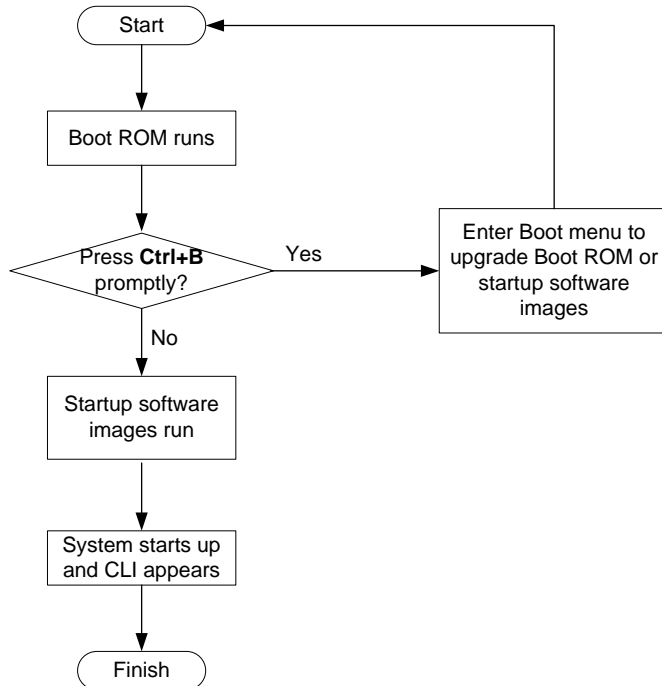 Start
Boot ROM runs
Press Ctrl+B
promptly?
Yes
Enter Boot menu to
upgrade Boot ROM or
startup software
images
No
Startup software
images run
System starts up
and CLI appears
Finish